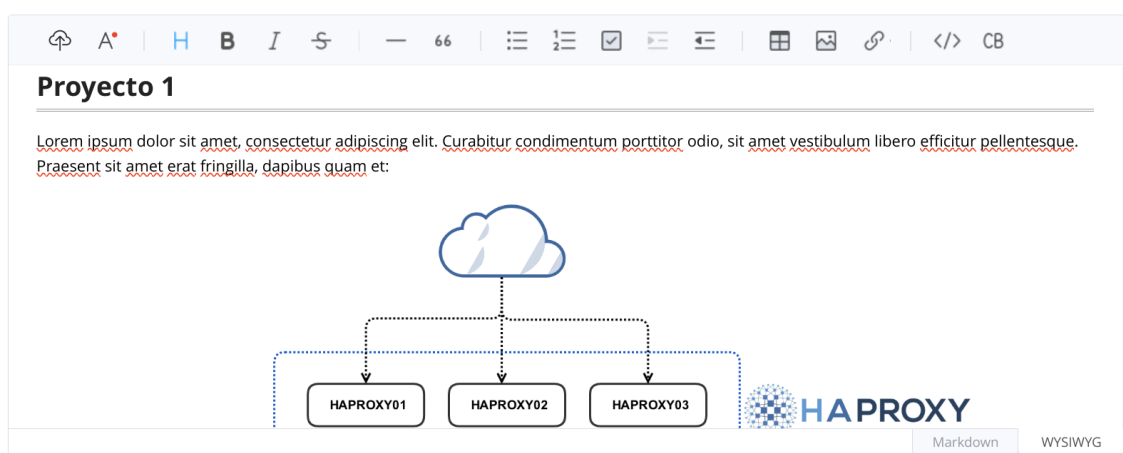 A H B I S 66 </> CB
Proyecto 1
Lorem ipsum dolor sit amet, consectetur adipiscing elit. Curabitur condimentum porttitor odio, sit amet vestibulum libero efficitur pellentesque.
Praesent sit amet erat fringilla, dapibus quam et:
HAPROXY01 HAPROXY02 HAPROXY03 HAPROXY
Markdown WYSIWYG